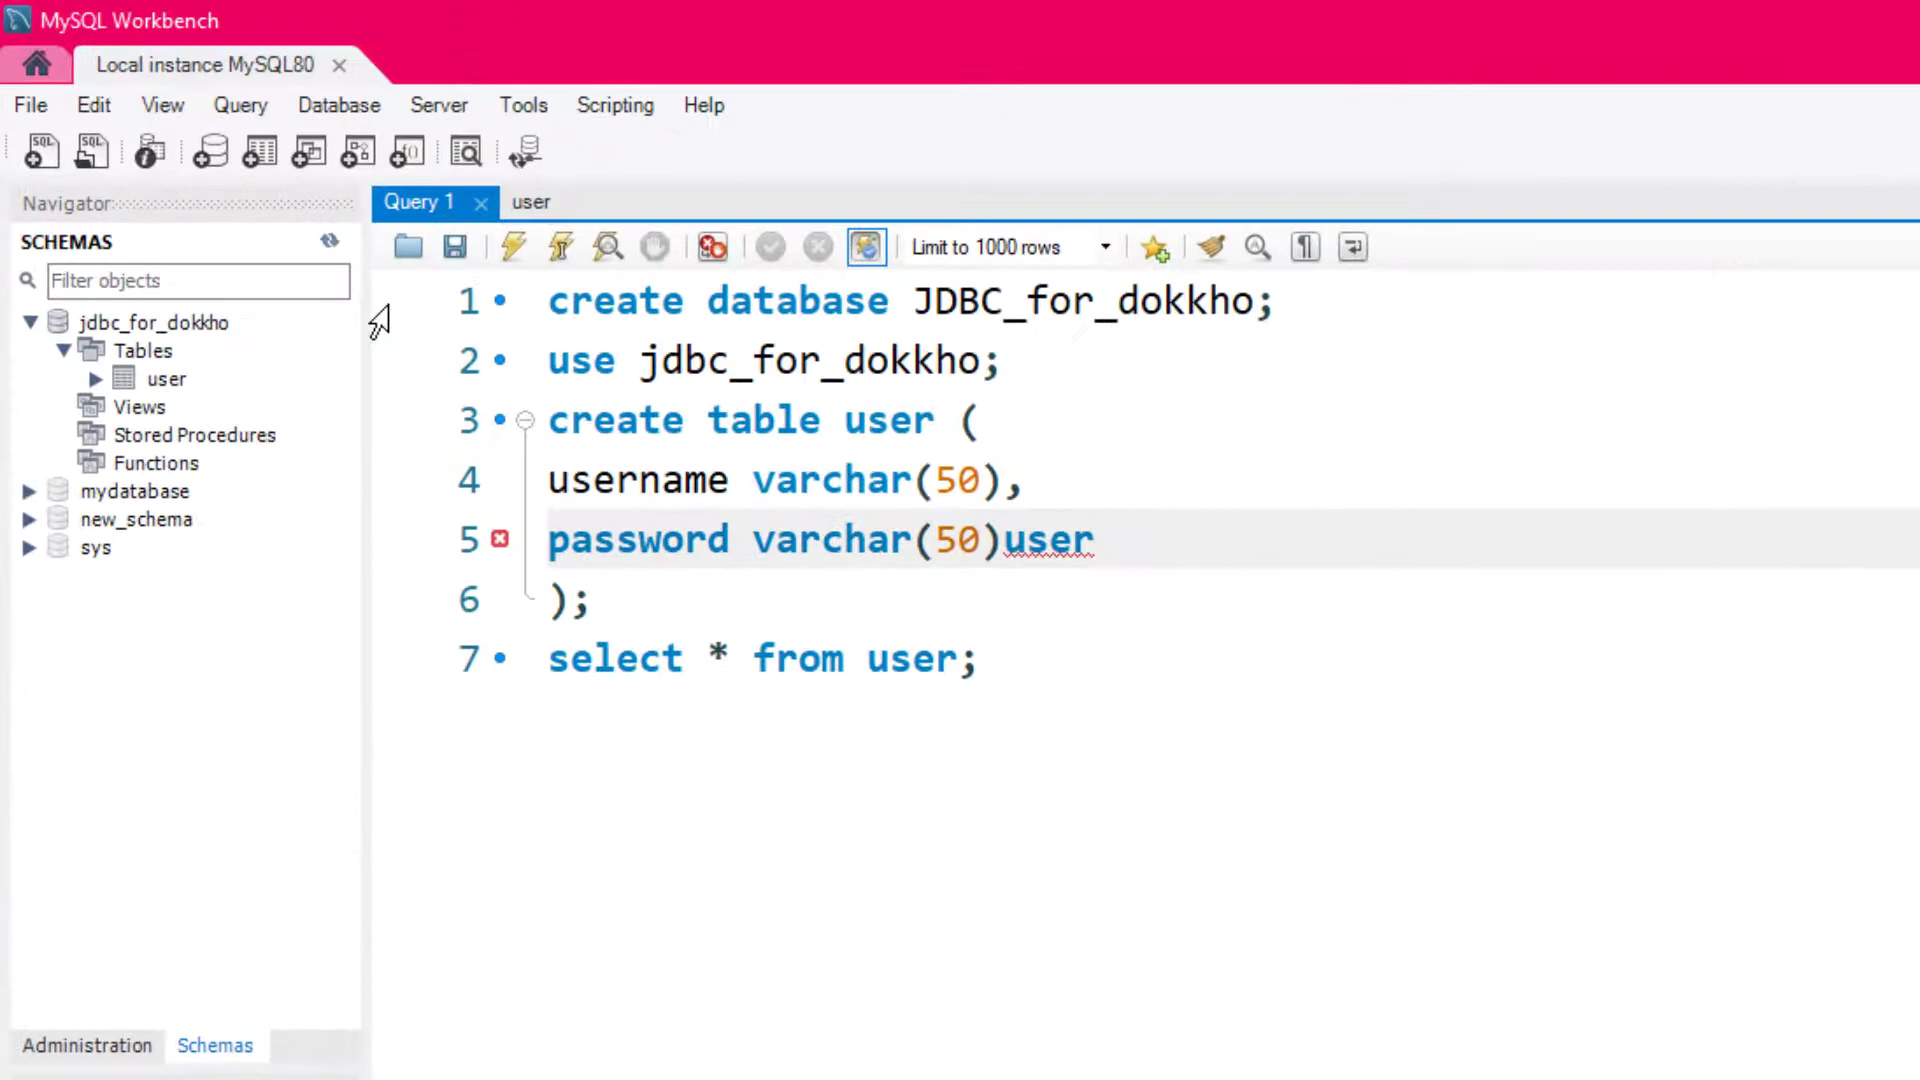 MySQL Workbench
Local instance MySQL80
File Edit View Query Database Server Tools Scripting Help
Navigator
Query 1 user
SCHEMAS
Limit to 1000 rows
Filter objects
jdbc_for_dokkho
Tables
user
Views
Stored Procedures
Functions
mydatabase
new_schema
sys
1 create database JDBC_for_dokkho;
2 use jdbc_for_dokkho;
3 create table user (
4 username varchar(50),
5 password varchar(50)user
6 );
7 select * from user;
Administration Schemas